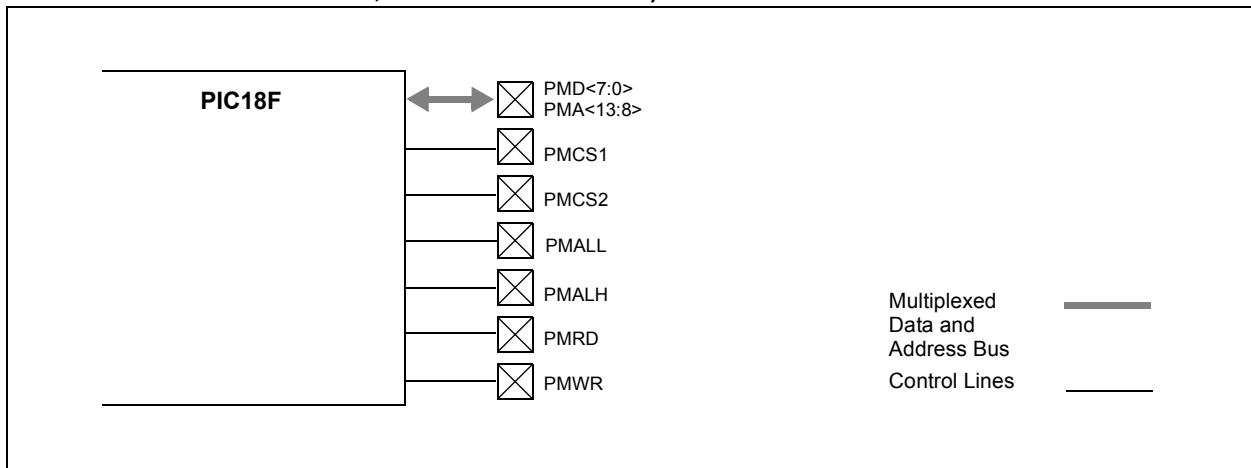 PIC18F
PMD<7:0>
PMA<13:8>
PMCS1
PMCS2
PMALL
PMALH
PMRD
PMWR
Multiplexed
Data and
Address Bus
Control Lines